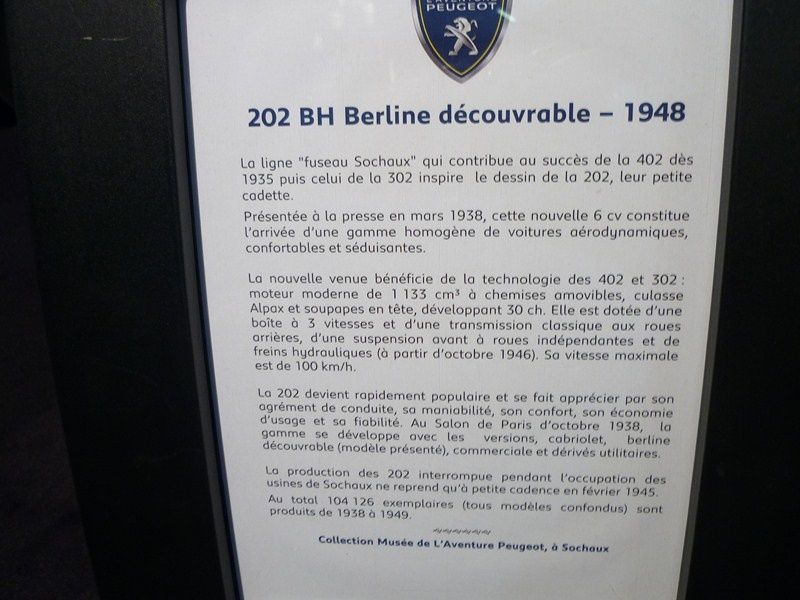 L'AVENTURE
PEUGEOT
202 BH Berline découvrable – 1948
La ligne "fuseau Sochaux" qui contribue au succès de la 402 dès
1935 puis celui de la 302 inspire le dessin de la 202, leur petite
cadette.
Présentée à la presse en mars 1938, cette nouvelle 6 cv constitue
l'arrivée d'une gamme homogène de voitures aérodynamiques,
confortables et séduisantes.
La nouvelle venue bénéficie de la technologie des 402 et 302 :
moteur moderne de 1 133 cm³ à chemises amovibles, culasse
Alpax et soupapes en tête, développant 30 ch. Elle est dotée d'une
boîte à 3 vitesses et d'une transmission classique aux roues
arrières, d'une suspension avant à roues indépendantes et de
freins hydrauliques (à partir d'octobre 1946). Sa vitesse maximale
est de 100 km/h.
La 202 devient rapidement populaire et se fait apprécier par son
agrément de conduite, sa maniabilité, son confort, son économie
d'usage et sa fiabilité. Au Salon de Paris d'octobre 1938, la
gamme se développe avec les versions, cabriolet, berline
découvrable (modèle présenté), commerciale et dérivés utilitaires.
La production des 202 interrompue pendant l'occupation des
usines de Sochaux ne reprend qu'à petite cadence en février 1945.
Au total 104 126 exemplaires (tous modèles confondus) sont
produits de 1938 à 1949.
Collection Musée de L'Aventure Peugeot, à Sochaux